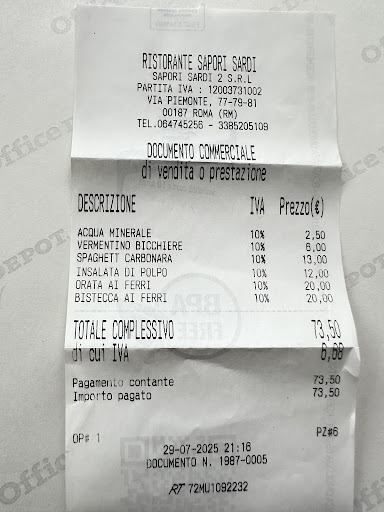 RISTORANTE SAPORI SARDI
SAPORI SARDI 2 S.R.L
PARTITA IVA : 12003731002
VIA PIEMONTE, 77-79-81
00187 ROMA (RM)
TEL.064745256 - 3385205109
DOCUMENTO COMMERCIALE
di vendita o prestazione
DESCRIZIONE IVA Prezzo(€)
ACQUA MINERALE 10% 2,50
VERMENTINO BICCHIERE 10% 6,00
SPAGHETT CARBONARA 10% 13,00
INSALATA DI POLPO 10% 12,00
ORATA AI FERRI 10% 20,00
BISTECCA AI FERRI 10% 20,00
BPA
FREE
TOTALE COMPLESSIVO 73,50
di cui IVA 6,68
Pagamento contante 73,50
Importo pagato 73,50
OP# 1 PZ#6
29-07-2025 21:16
DOCUMENTO N. 1987-0005
RT 72MU1092232